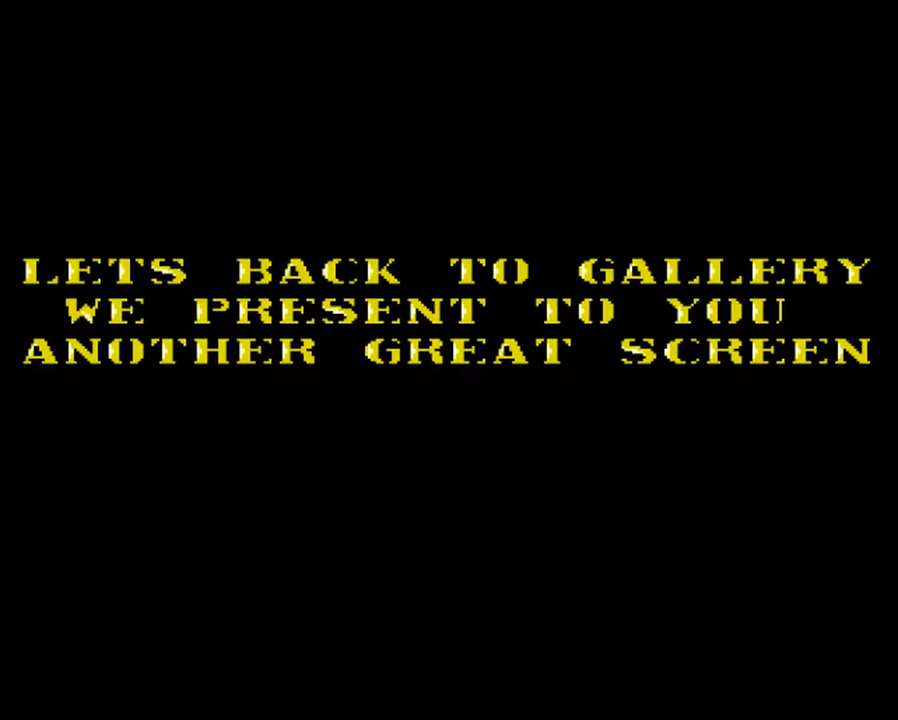 LETS BACK TO GALLERY
WE PRESENT TO YOU
ANOTHER GREAT SCREEN